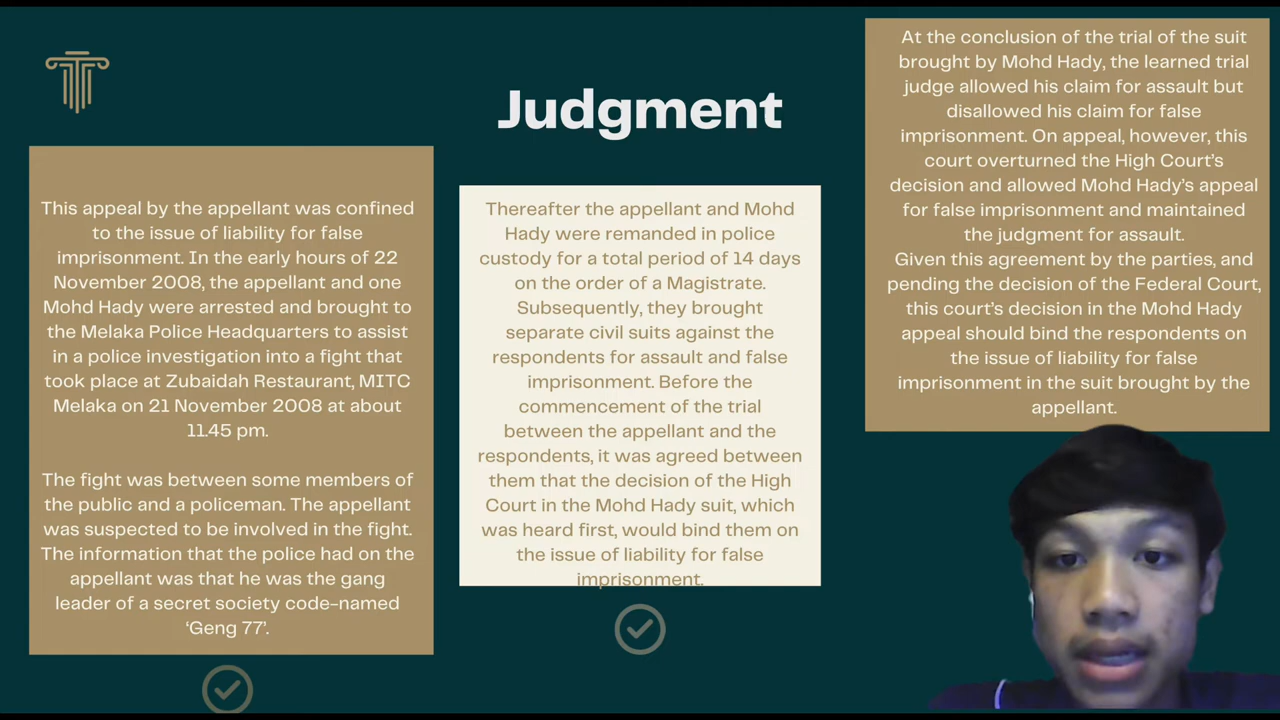 Judgment
This appeal by the appellant was confined
to the issue of liability for false
imprisonment. In the early hours of 22
November 2008, the appellant and one
Mohd Hady were arrested and brought to
the Melaka Police Headquarters to assist
in a police investigation into a fight that
took place at Zubaidah Restaurant, MITC
Melaka on 21 November 2008 at about
11.45 pm.
The fight was between some members of
the public and a policeman. The appellant
was suspected to be involved in the fight.
The information that the police had on the
appellant was that he was the gang
leader of a secret society code-named
‘Geng 77’.
Thereafter the appellant and Mohd
Hady were remanded in police
custody for a total period of 14 days
on the order of a Magistrate.
Subsequently, they brought
separate civil suits against the
respondents for assault and false
imprisonment. Before the
commencement of the trial
between the appellant and the
respondents, it was agreed between
them that the decision of the High
Court in the Mohd Hady suit, which
was heard first, would bind them on
the issue of liability for false
imprisonment.
At the conclusion of the trial of the suit
brought by Mohd Hady, the learned trial
judge allowed his claim for assault but
disallowed his claim for false
imprisonment. On appeal, however, this
court overturned the High Court’s
decision and allowed Mohd Hady’s appeal
for false imprisonment and maintained
the judgment for assault.
Given this agreement by the parties, and
pending the decision of the Federal Court,
this court’s decision in the Mohd Hady
appeal should bind the respondents on
the issue of liability for false
imprisonment in the suit brought by the
appellant.